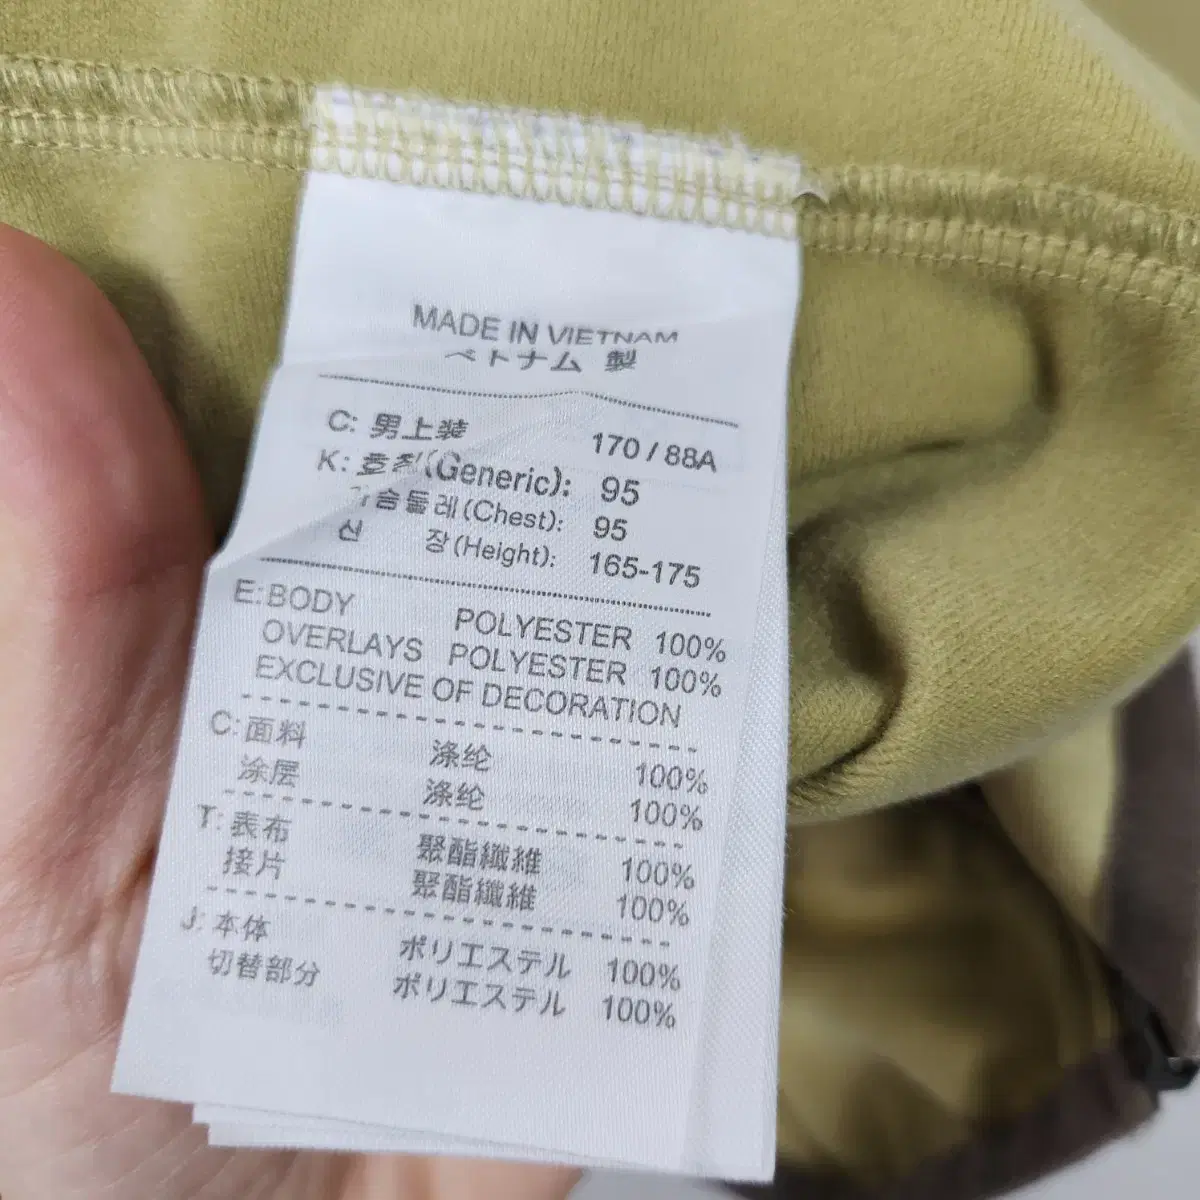 MADE IN VIETNAM
ベトナム 製
C: 男上装 170 / 88A
K: 호칭(Generic): 95
가슴둘레(Chest): 95
신 장(Height): 165-175
E:BODY POLYESTER 100%
OVERLAYS POLYESTER 100%
EXCLUSIVE OF DECORATION
C: 面料 涤纶 100%
涂层 涤纶 100%
T: 表布 聚酯纖維 100%
接片 聚酯纖維 100%
J: 本体 ポリエステル 100%
切替部分 ポリエステル 100%